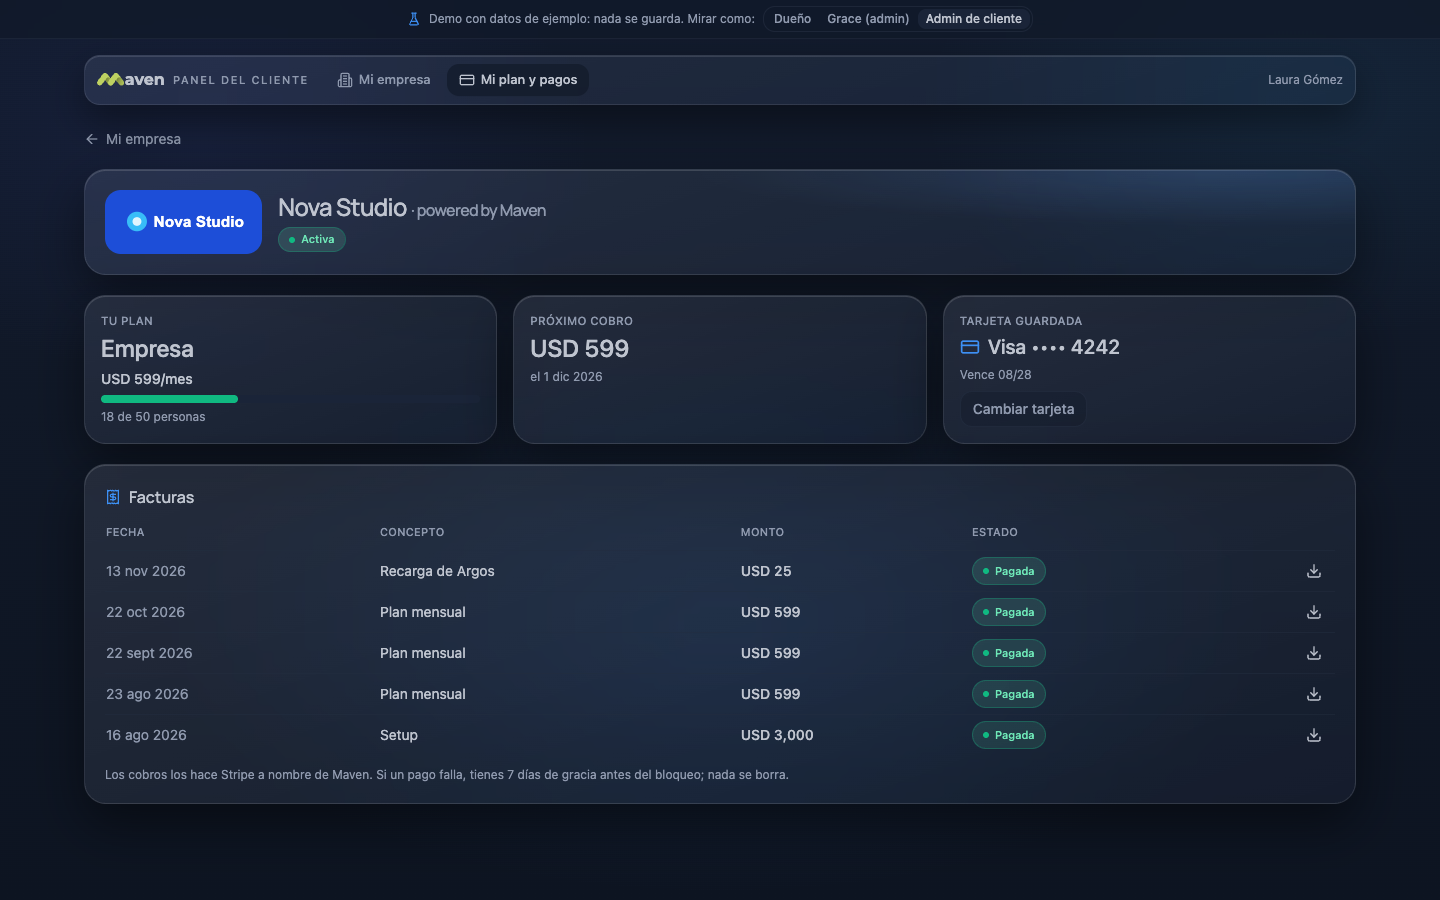 Demo con datos de ejemplo: nada se guarda. Mirar como: Dueño Grace (admin) Admin de cliente
Maven PANEL DEL CLIENTE Mi empresa Mi plan y pagos Laura Gómez
Mi empresa
Nova Studio
Nova Studio · powered by Maven
Activa
TU PLAN
Empresa
USD 599/mes
18 de 50 personas
PRÓXIMO COBRO
USD 599
el 1 dic 2026
TARJETA GUARDADA
Visa •••• 4242
Vence 08/28
Cambiar tarjeta
Facturas
FECHA CONCEPTO MONTO ESTADO
13 nov 2026 Recarga de Argos USD 25 Pagada
22 oct 2026 Plan mensual USD 599 Pagada
22 sept 2026 Plan mensual USD 599 Pagada
23 ago 2026 Plan mensual USD 599 Pagada
16 ago 2026 Setup USD 3,000 Pagada
Los cobros los hace Stripe a nombre de Maven. Si un pago falla, tienes 7 días de gracia antes del bloqueo; nada se borra.